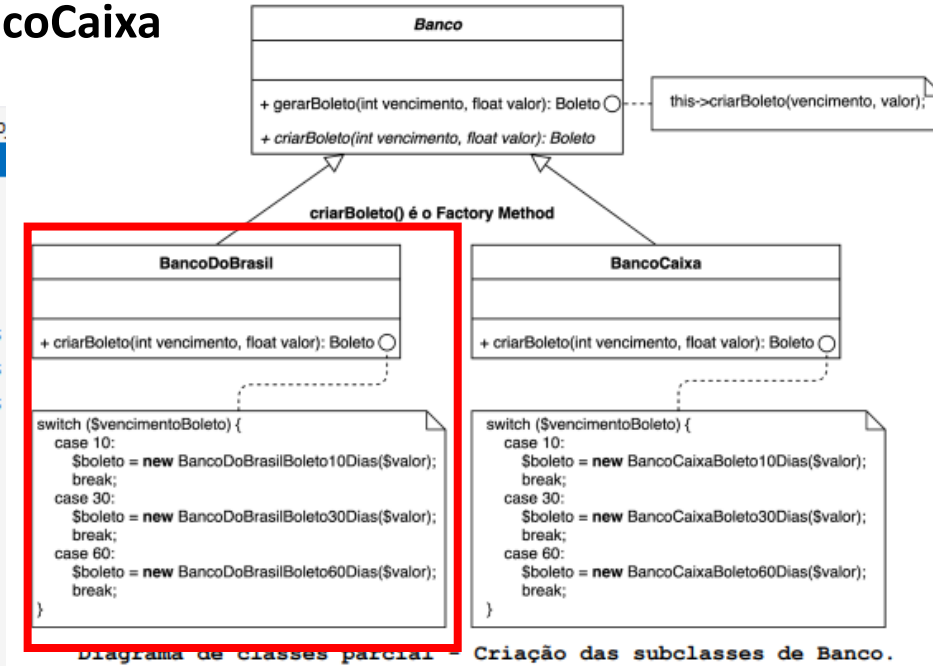 coCaixa
Banco
+ gerarBoleto(int vencimento, float valor): Boleto
this->criarBoleto(vencimento, valor);
+ criarBoleto(int vencimento, float valor): Boleto
criarBoleto() é o Factory Method
BancoDoBrasil
+ criarBoleto(int vencimento, float valor): Boleto
switch ($vencimentoBoleto) {
case 10:
$boleto = new BancoDoBrasilBoleto10Dias($valor);
break;
case 30:
$boleto = new BancoDoBrasilBoleto30Dias($valor);
break;
case 60:
$boleto = new BancoDoBrasilBoleto60Dias($valor);
break;
}
BancoCaixa
+ criarBoleto(int vencimento, float valor): Boleto
switch ($vencimentoBoleto) {
case 10:
$boleto = new BancoCaixaBoleto10Dias($valor);
break;
case 30:
$boleto = new BancoCaixaBoleto30Dias($valor);
break;
case 60:
$boleto = new BancoCaixaBoleto60Dias($valor);
break;
}
Diagrama de classes parcial - Criação das subclasses de Banco.